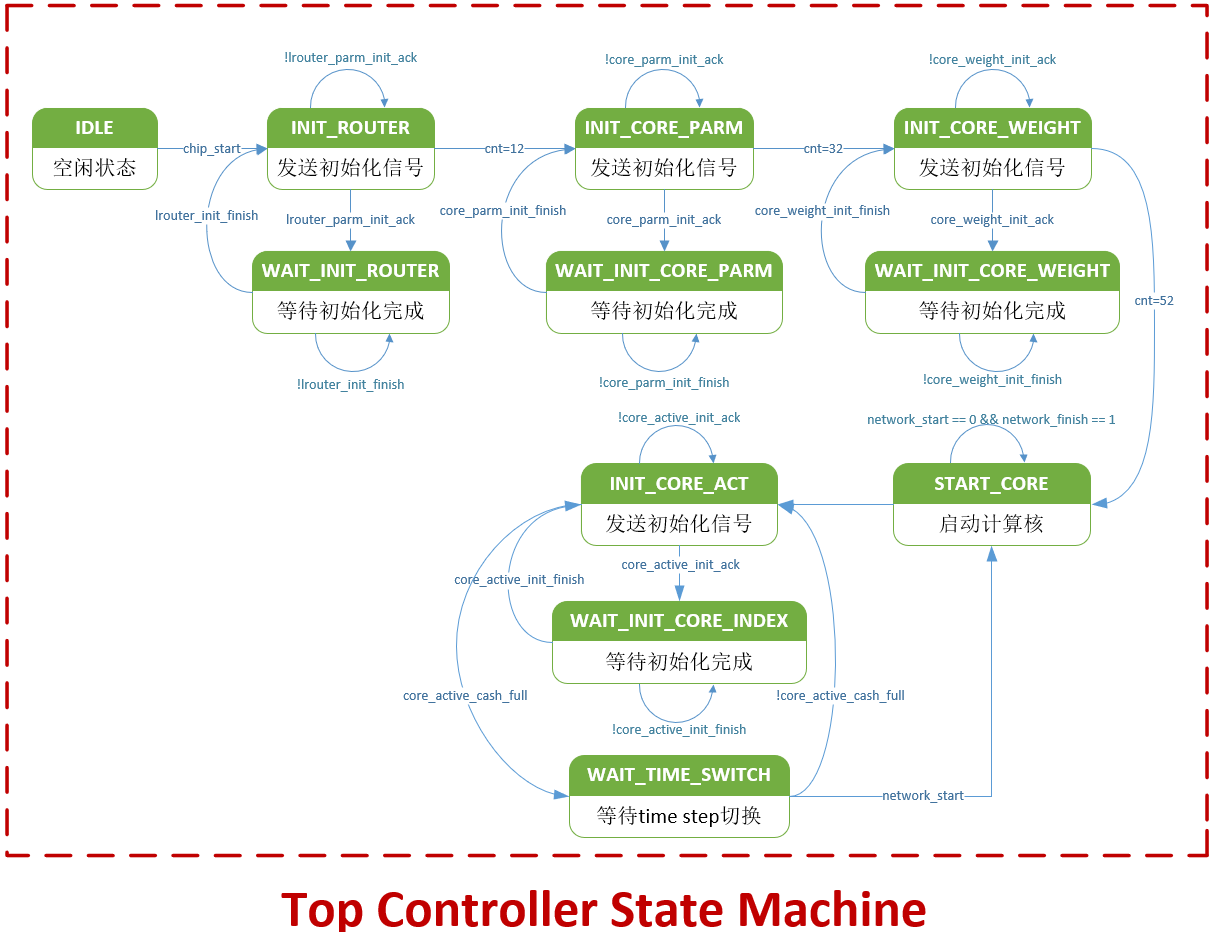 !lrouter_parm_init_ack
!core_parm_init_ack
!core_weight_init_ack
IDLE
空闲状态
chip_start
INIT_ROUTER
发送初始化信号
cnt=12
INIT_CORE_PARM
发送初始化信号
cnt=32
INIT_CORE_WEIGHT
发送初始化信号
lrouter_init_finish
lrouter_parm_init_ack
core_parm_init_finish
core_parm_init_ack
core_weight_init_finish
core_weight_init_ack
WAIT_INIT_ROUTER
等待初始化完成
WAIT_INIT_CORE_PARM
等待初始化完成
WAIT_INIT_CORE_WEIGHT
等待初始化完成
cnt=52
!lrouter_init_finish
!core_parm_init_finish
!core_weight_init_finish
!core_active_init_ack
network_start == 0 && network_finish == 1
INIT_CORE_ACT
发送初始化信号
START_CORE
启动计算核
core_active_init_ack
core_active_init_finish
WAIT_INIT_CORE_INDEX
等待初始化完成
core_active_cash_full
!core_active_cash_full
!core_active_init_finish
WAIT_TIME_SWITCH
等待time step切换
network_start
Top Controller State Machine